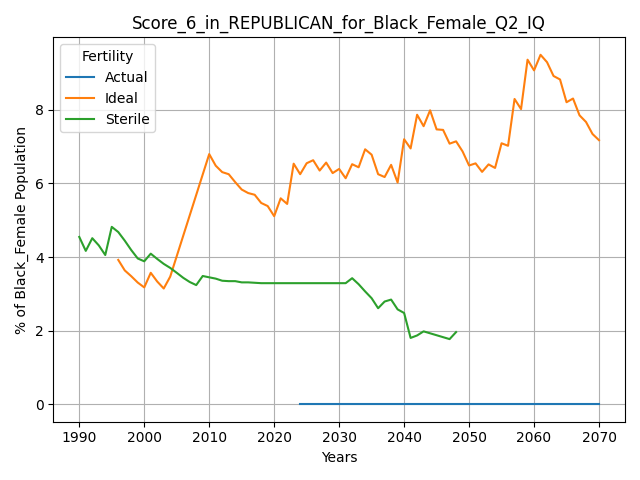 Score_6_in_REPUBLICAN_for_Black_Female_Q2_IQ
Fertility
Actual
Ideal
Sterile
% of Black_Female Population
8
6
4
2
0
1990 2000 2010 2020 2030 2040 2050 2060 2070
Years